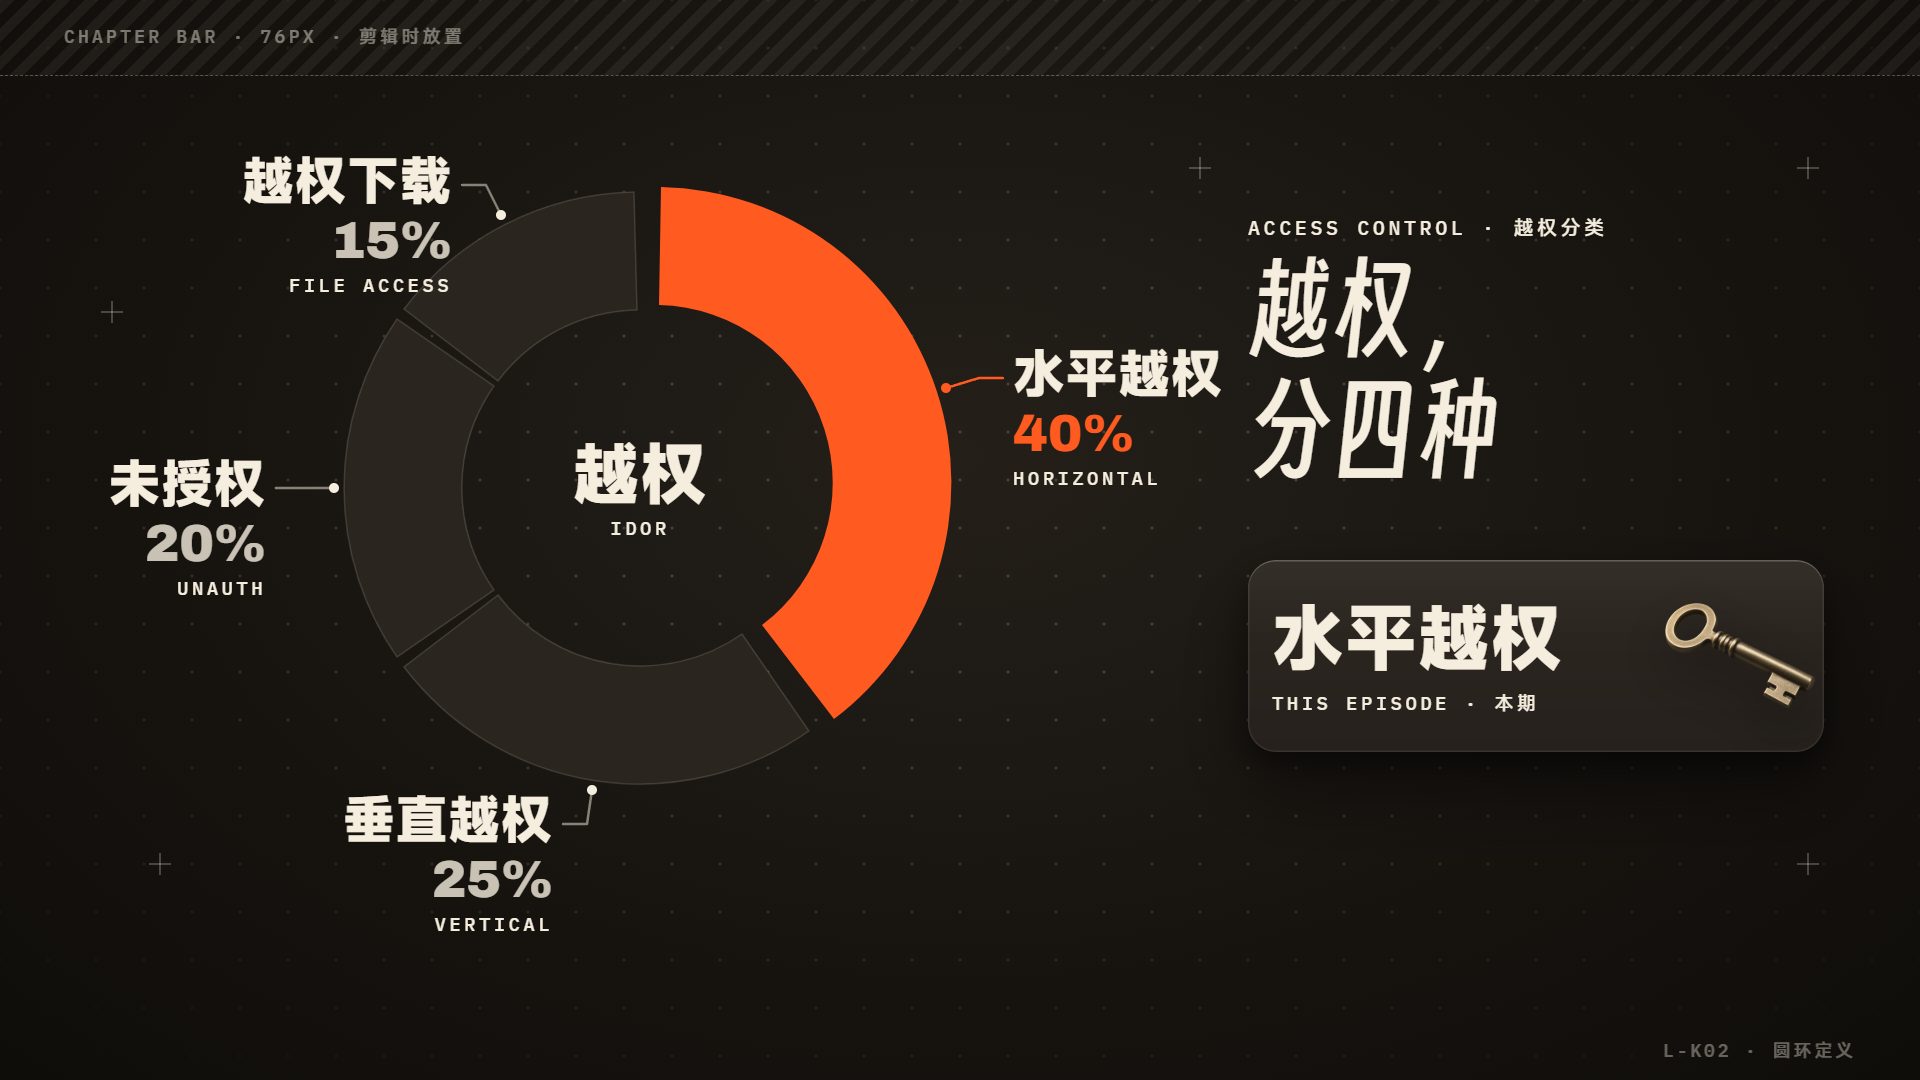 CHAPTER BAR · 76PX · 剪辑时放置
越权下载
15%
FILE ACCESS
未授权
20%
UNAUTH
垂直越权
25%
VERTICAL
越权
IDOR
水平越权
40%
HORIZONTAL
ACCESS CONTROL · 越权分类
越权，
分四种
水平越权
THIS EPISODE · 本期
L-K02 · 圆环定义